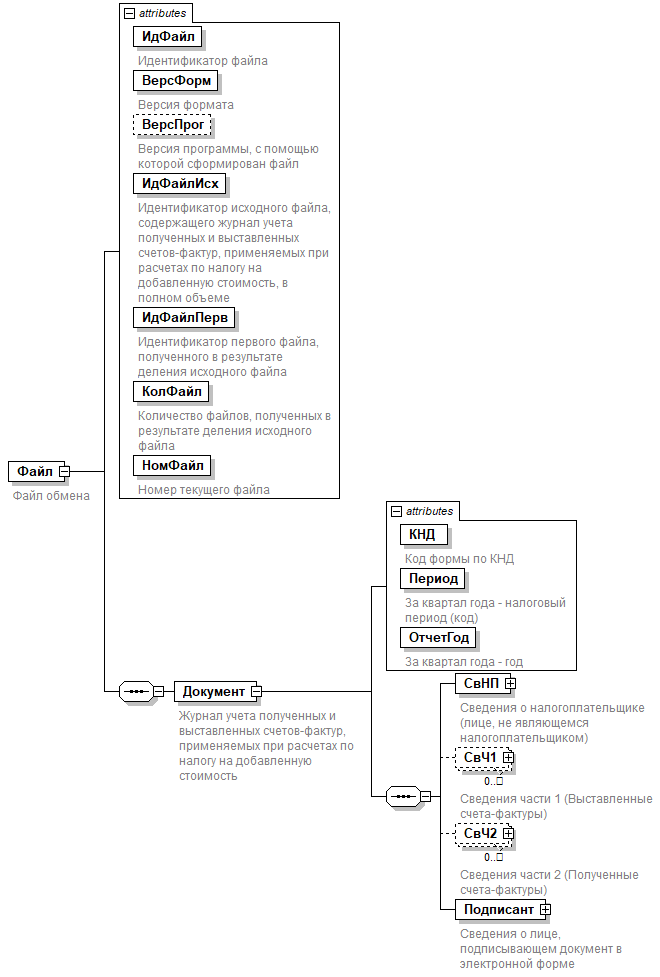 attributes
ИдФайл
Идентификатор файла
ВерсФорм
Версия формата
ВерсПрог
Версия программы, с помощью
которой сформирован файл
ИдФайлИсх
Идентификатор исходного файла,
содержащего журнал учета
полученных и выставленных
счетов-фактур, применяемых при
расчетах по налогу на
добавленную стоимость, в
полном объеме
ИдФайлПерв
Идентификатор первого файла,
полученного в результате
деления исходного файла
КолФайл
Количество файлов, полученных в
результате деления исходного
файла
НомФайл
Номер текущего файла
Файл
Файл обмена
Документ
Журнал учета полученных и
выставленных счетов-фактур,
применяемых при расчетах по
налогу на добавленную
стоимость
attributes
КНД
Код формы по КНД
Период
За квартал года - налоговый
период (код)
ОтчетГод
За квартал года - год
СвНП
Сведения о налогоплательщике
(лице, не являющемся
налогоплательщиком)
СвЧ1
0..
Сведения части 1 (Выставленные
счета-фактуры)
СвЧ2
0..
Сведения части 2 (Полученные
счета-фактуры)
Подписант
Сведения о лице,
подписывающем документ в
электронной форме